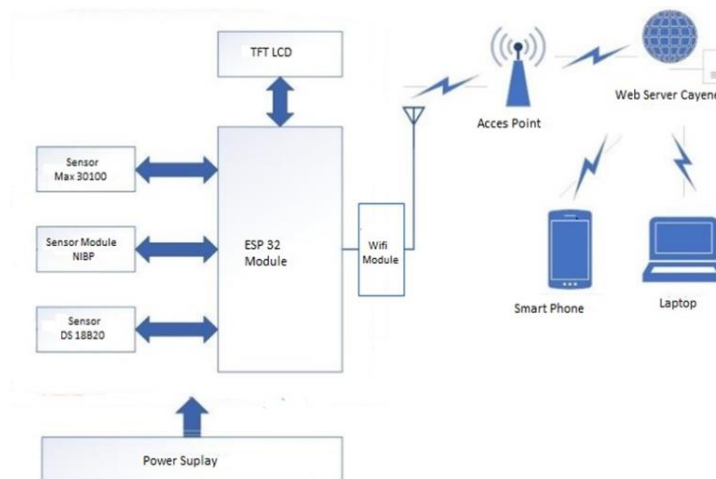 TFT LCD
Acces Point
Web Server Cayene
Sensor
Max 30100
Sensor Module
NIBP
Sensor
DS 18B20
ESP 32
Module
Wifi
Module
Smart Phone
Laptop
Power Suplay